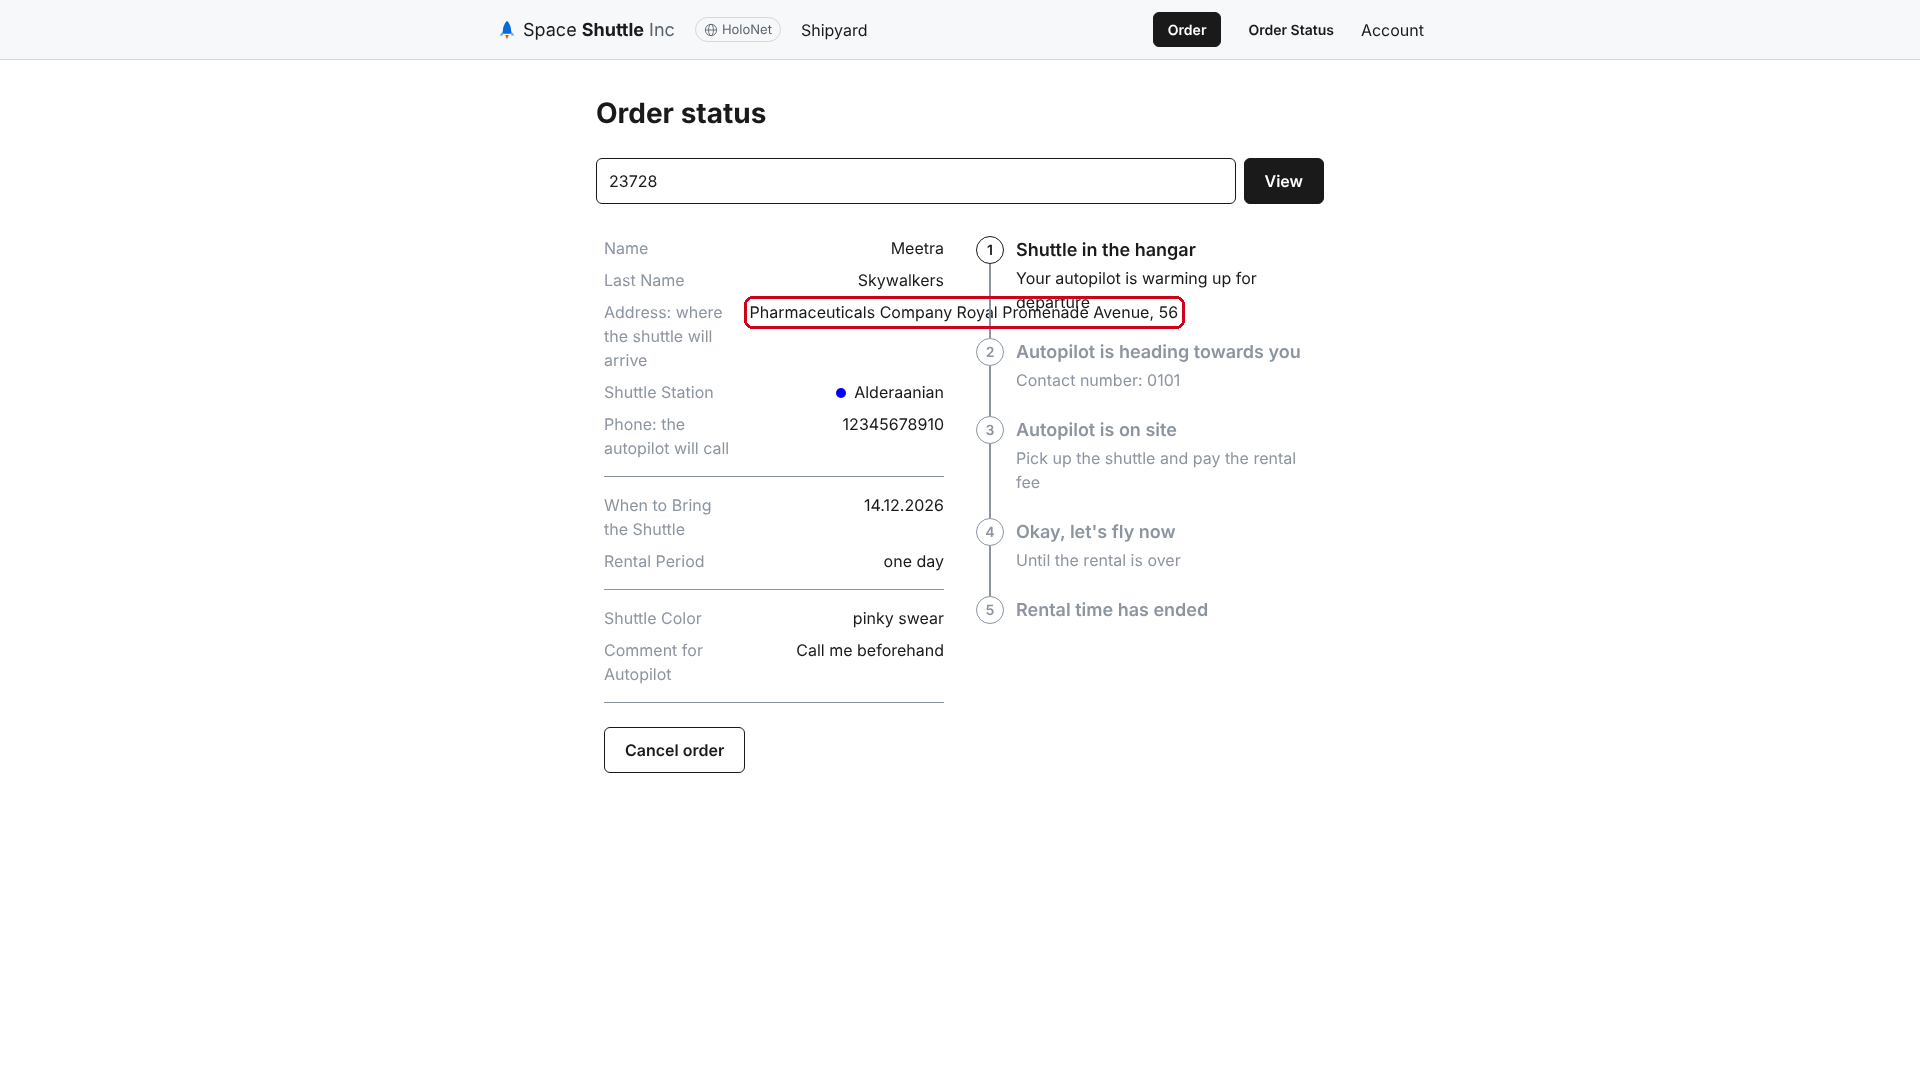 Space Shuttle Inc
HoloNet
Shipyard
Order
Order Status
Account
Order status
23728
View
Name
Meetra
Last Name
Skywalkers
Address: where
the shuttle will
arrive
Pharmaceuticals Company Royal Promenade Avenue, 56
Shuttle Station
Alderaanian
Phone: the
autopilot will call
12345678910
When to Bring
the Shuttle
14.12.2026
Rental Period
one day
Shuttle Color
pinky swear
Comment for
Autopilot
Call me beforehand
Cancel order
1
Shuttle in the hangar
Your autopilot is warming up for
departure
2
Autopilot is heading towards you
Contact number: 0101
3
Autopilot is on site
Pick up the shuttle and pay the rental
fee
4
Okay, let's fly now
Until the rental is over
5
Rental time has ended